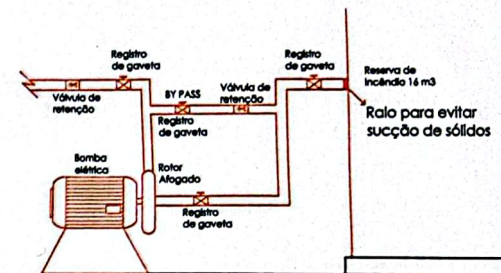 Registro
de gaveta
Registro
de gaveta
BY PASS
Válvula de
retenção
Reserva de
Incêndio 16 m3
Válvula de
retenção
Registro
de gaveta
Ralo para evitar
sucção de sólidos
Bomba
elétrica
Rotor
Afogado
Registro
de gaveta